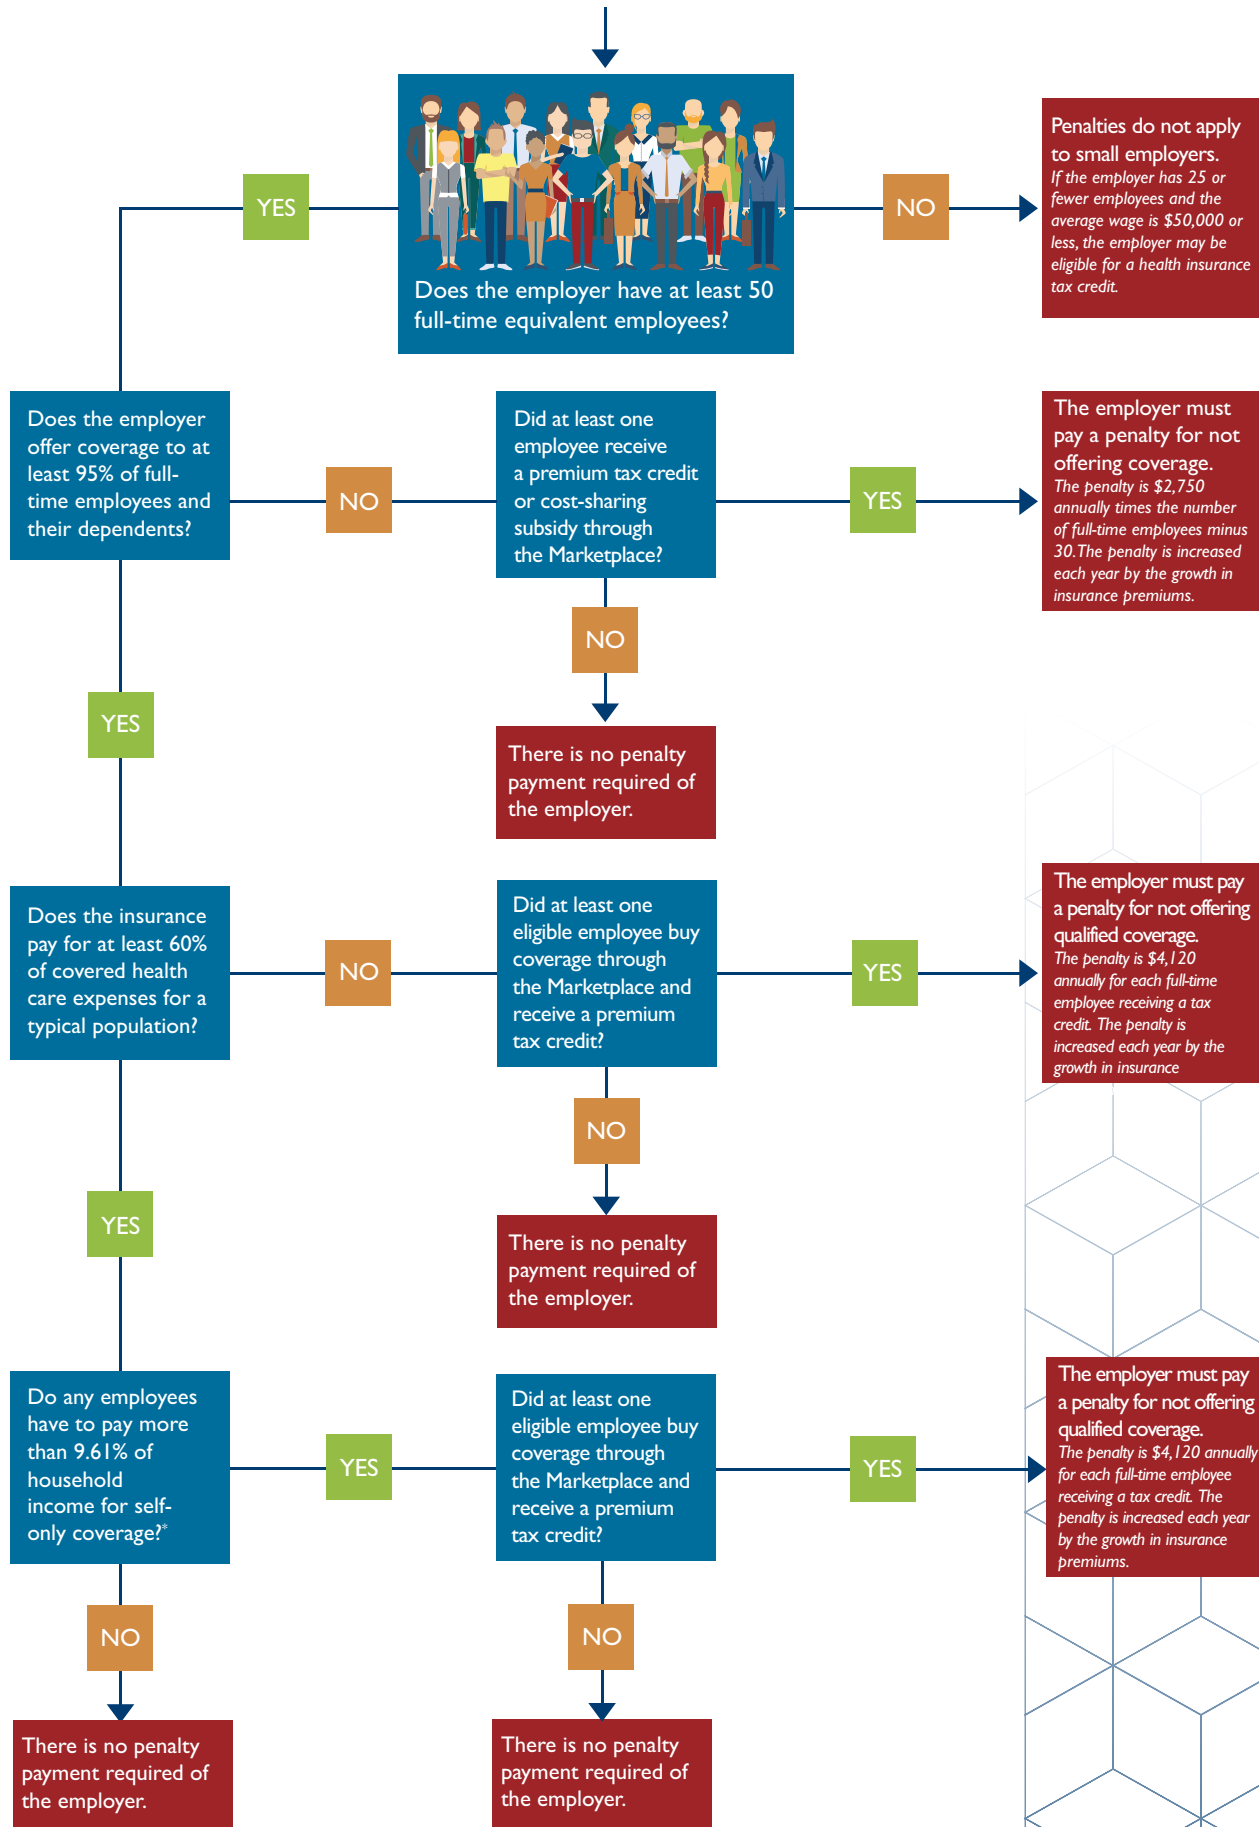 YES
NO
Does the employer have at least 50
full-time equivalent employees?
Penalties do not apply
to small employers.
If the employer has 25 or
fewer employees and the
average wage is $50,000 or
less, the employer may be
eligible for a health insurance
tax credit.
Does the employer
offer coverage to at
least 95% of full-
time employees and
their dependents?
NO
Did at least one
employee receive
a premium tax credit
or cost-sharing
subsidy through
the Marketplace?
YES
The employer must
pay a penalty for not
offering coverage.
The penalty is $2,750
annually times the number
of full-time employees minus
30.The penalty is increased
each year by the growth in
insurance premiums.
NO
YES
There is no penalty
payment required of
the employer.
Does the insurance
pay for at least 60%
of covered health
care expenses for a
typical population?
NO
Did at least one
eligible employee buy
coverage through
the Marketplace and
receive a premium
tax credit?
YES
The employer must pay
a penalty for not offering
qualified coverage.
The penalty is $4,120
annually for each full-time
employee receiving a tax
credit. The penalty is
increased each year by the
growth in insurance
NO
YES
There is no penalty
payment required of
the employer.
Do any employees
have to pay more
than 9.61% of
household
income for self-
only coverage?*
YES
Did at least one
eligible employee buy
coverage through
the Marketplace and
receive a premium
tax credit?
YES
The employer must pay
a penalty for not offering
qualified coverage.
The penalty is $4,120 annually
for each full-time employee
receiving a tax credit. The
penalty is increased each year
by the growth in insurance
premiums.
NO
NO
There is no penalty
payment required of
the employer.
There is no penalty
payment required of
the employer.